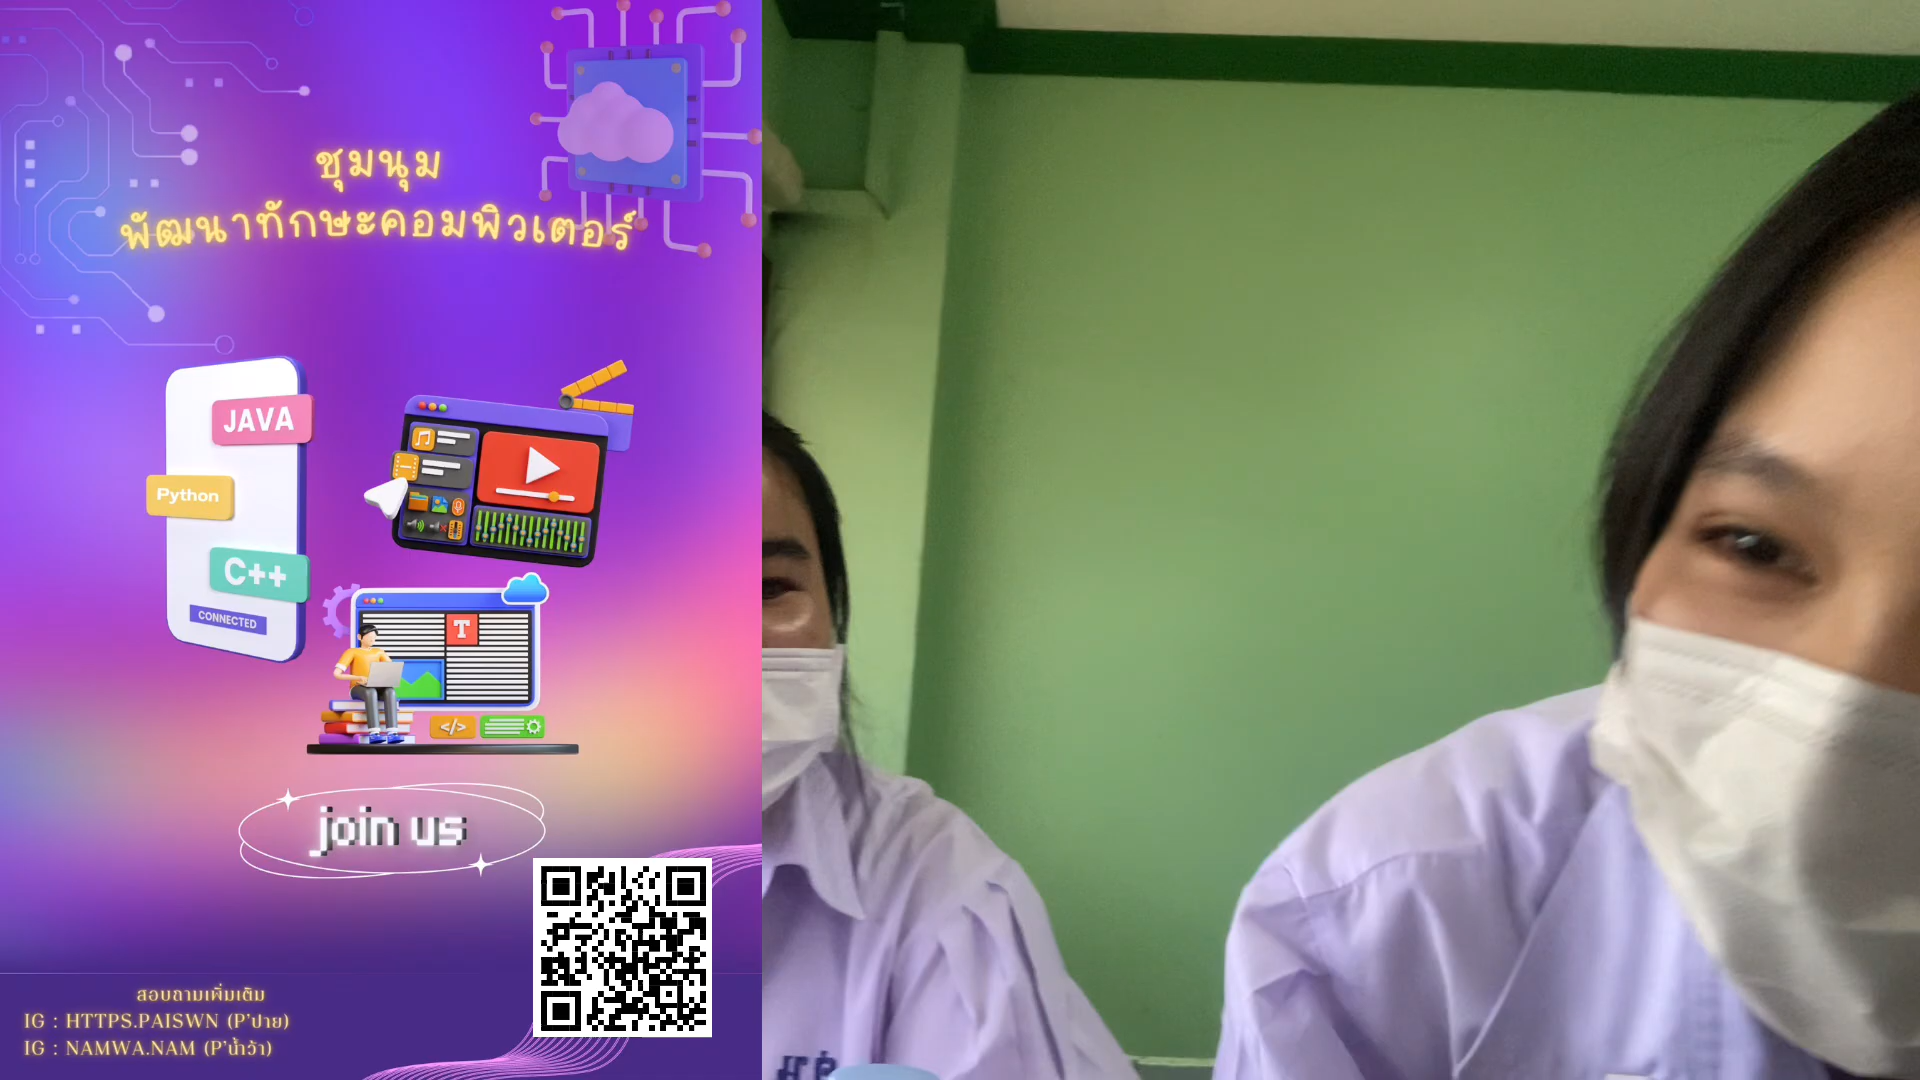 ชุมนุม
พัฒนาทักษะคอมพิวเตอร์
JAVA
Python
C++
CONNECTED
T
</>
join us
สอบถามเพิ่มเติม
IG : HTTPS.PAISWN (P'ปาย)
IG : NAMWA.NAM (P'น้ำว้า)